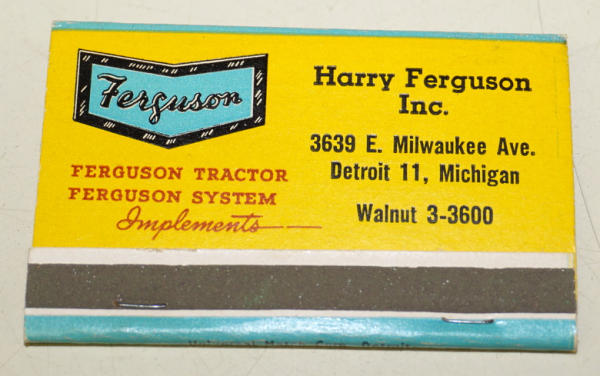 Ferguson
FERGUSON TRACTOR
FERGUSON SYSTEM
Implements
Harry Ferguson
Inc.
3639 E. Milwaukee Ave.
Detroit 11, Michigan
Walnut 3-3600